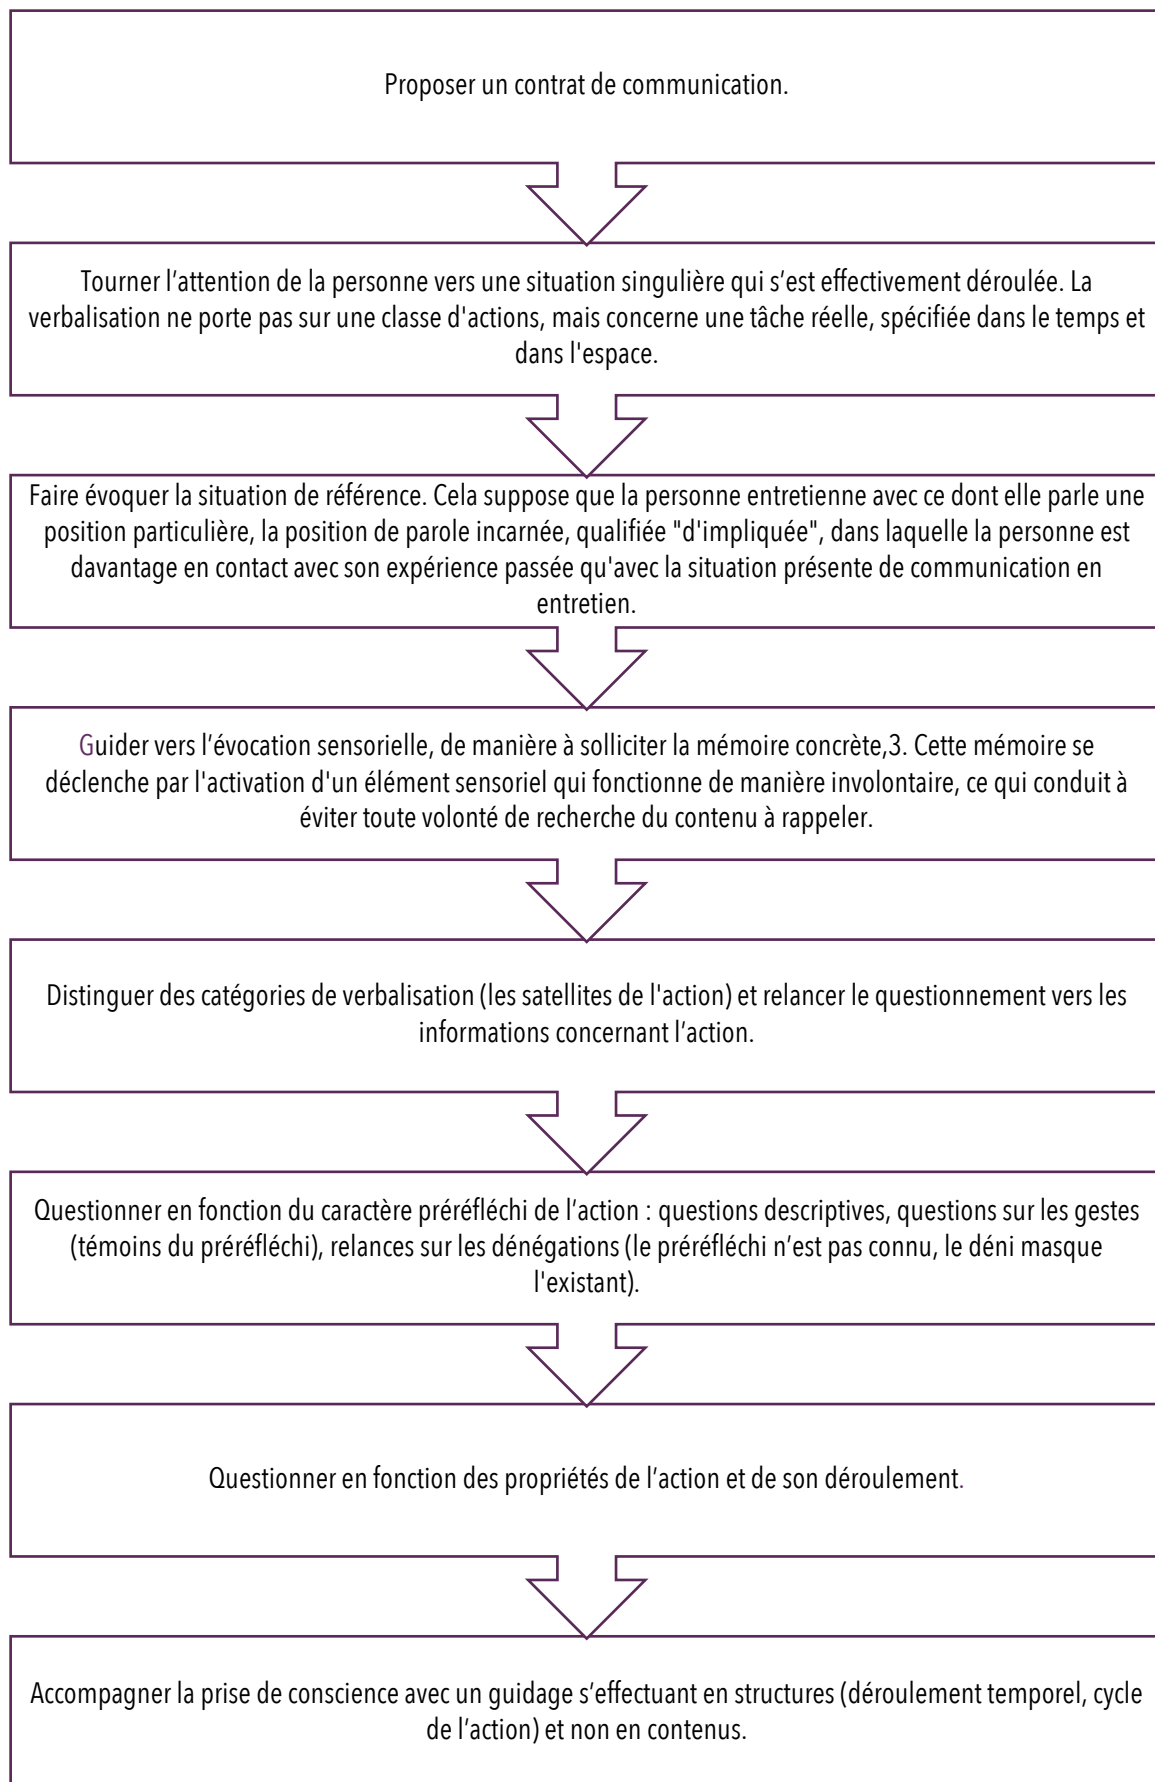 Proposer un contrat de communication.
Tourner l’attention de la personne vers une situation singulière qui s’est effectivement déroulée. La
verbalisation ne porte pas sur une classe d'actions, mais concerne une tâche réelle, spécifiée dans le temps et
dans l'espace.
Faire évoquer la situation de référence. Cela suppose que la personne entretienne avec ce dont elle parle une
position particulière, la position de parole incarnée, qualifiée "d'impliquée", dans laquelle la personne est
davantage en contact avec son expérience passée qu'avec la situation présente de communication en
entretien.
Guider vers l’évocation sensorielle, de manière à solliciter la mémoire concrète,3. Cette mémoire se
déclenche par l'activation d'un élément sensoriel qui fonctionne de manière involontaire, ce qui conduit à
éviter toute volonté de recherche du contenu à rappeler.
Distinguer des catégories de verbalisation (les satellites de l'action) et relancer le questionnement vers les
informations concernant l’action.
Questionner en fonction du caractère préréfléchi de l’action : questions descriptives, questions sur les gestes
(témoins du préréfléchi), relances sur les dénégations (le préréfléchi n’est pas connu, le déni masque
l'existant).
Questionner en fonction des propriétés de l’action et de son déroulement.
Accompagner la prise de conscience avec un guidage s’effectuant en structures (déroulement temporel, cycle
de l’action) et non en contenus.